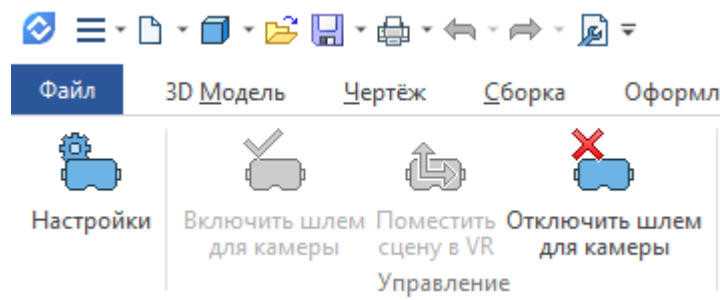 Файл 3D Модель Чертёж Сборка Оформл
Настройки Включить шлем Поместить Отключить шлем
для камеры сцену в VR для камеры
Управление